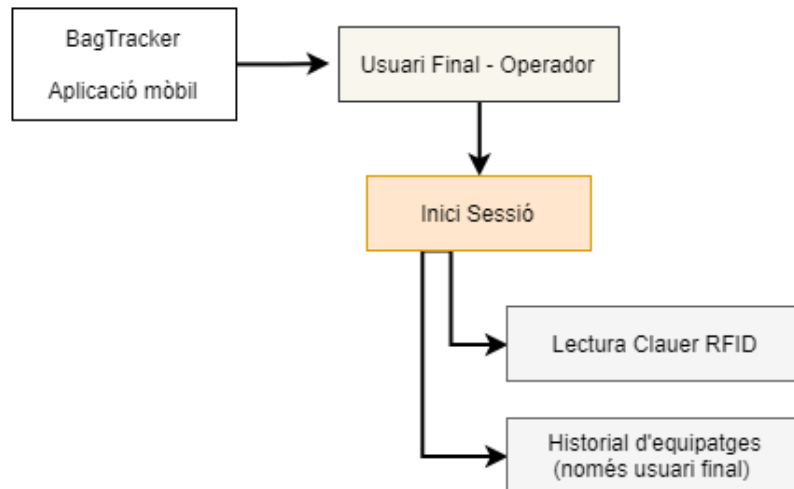 BagTracker
Aplicació mòbil
Usuari Final - Operador
Inici Sessió
Lectura Clauer RFID
Historial d'equipatges
(només usuari final)